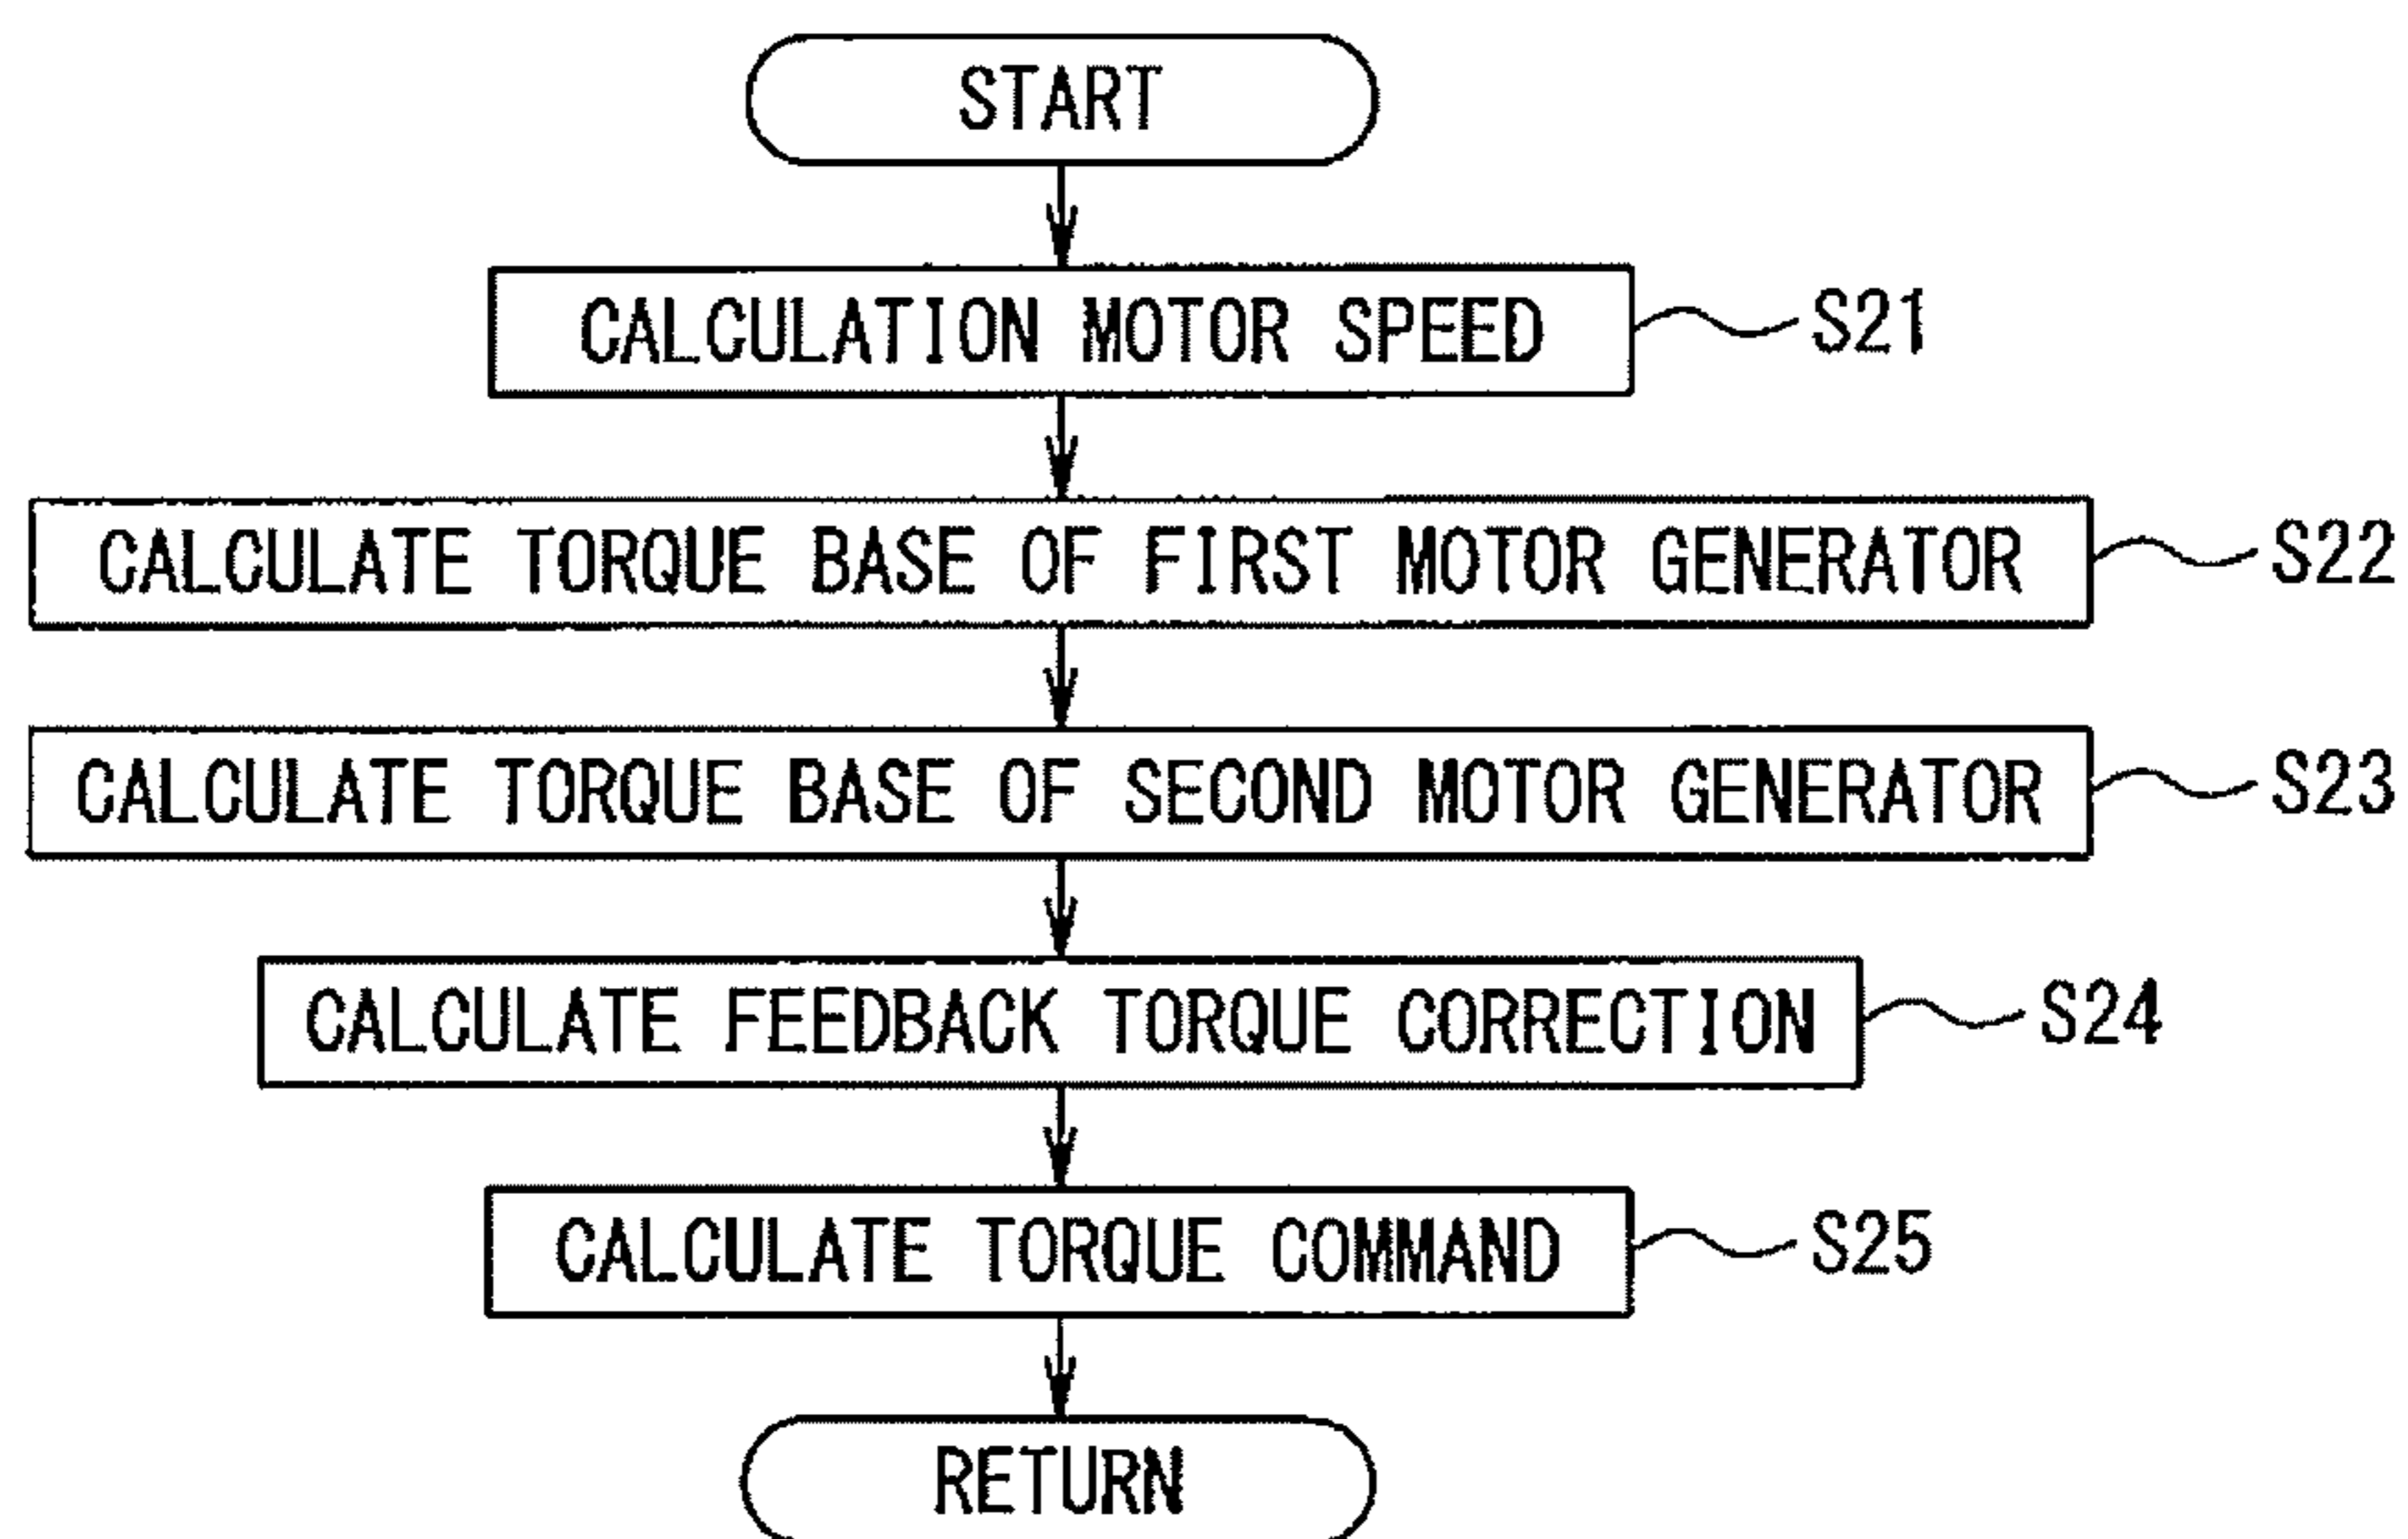 START
CALCULATION MOTOR SPEED S21
CALCULATE TORQUE BASE OF FIRST MOTOR GENERATOR S22
CALCULATE TORQUE BASE OF SECOND MOTOR GENERATOR S23
CALCULATE FEEDBACK TORQUE CORRECTION S24
CALCULATE TORQUE COMMAND S25
RETURN